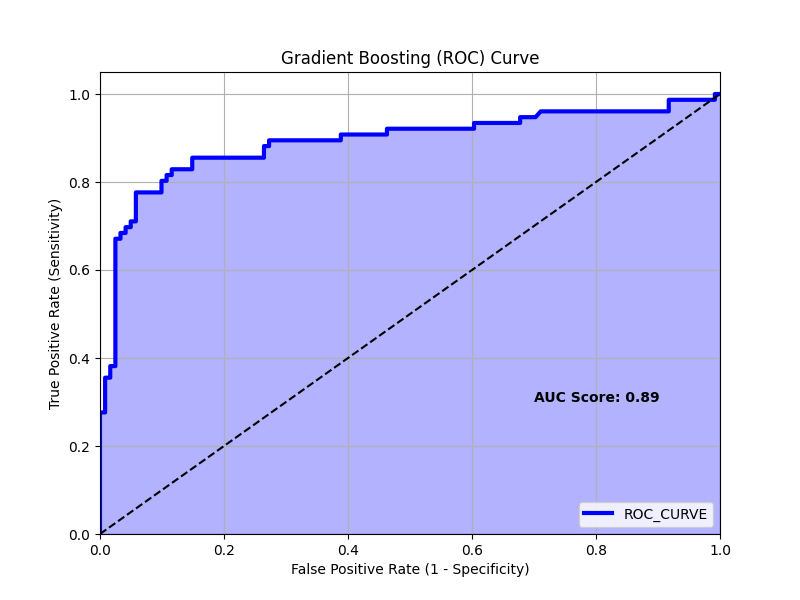 Gradient Boosting (ROC) Curve
True Positive Rate (Sensitivity)
1.0
0.8
0.6
0.4
0.2
0.0
AUC Score: 0.89
ROC_CURVE
0.0 0.2 0.4 0.6 0.8 1.0
False Positive Rate (1 - Specificity)